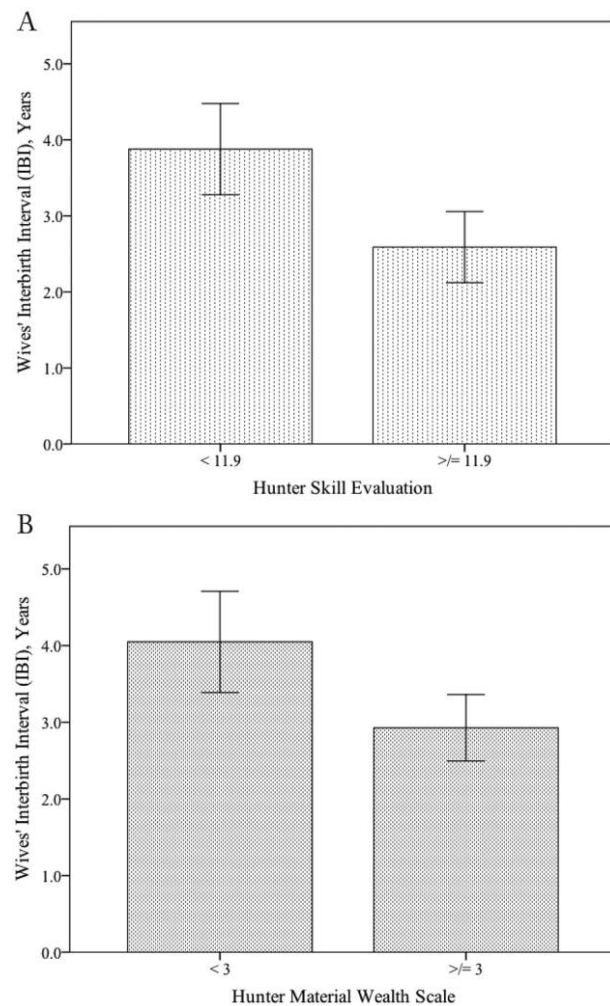 A
Wives' Interbirth Interval (IBI), Years
5.0
4.0
3.0
2.0
1.0
0.0
< 11.9
>/= 11.9
Hunter Skill Evaluation
B
Wives' Interbirth Interval (IBI), Years
5.0
4.0
3.0
2.0
1.0
0.0
< 3
>/= 3
Hunter Material Wealth Scale